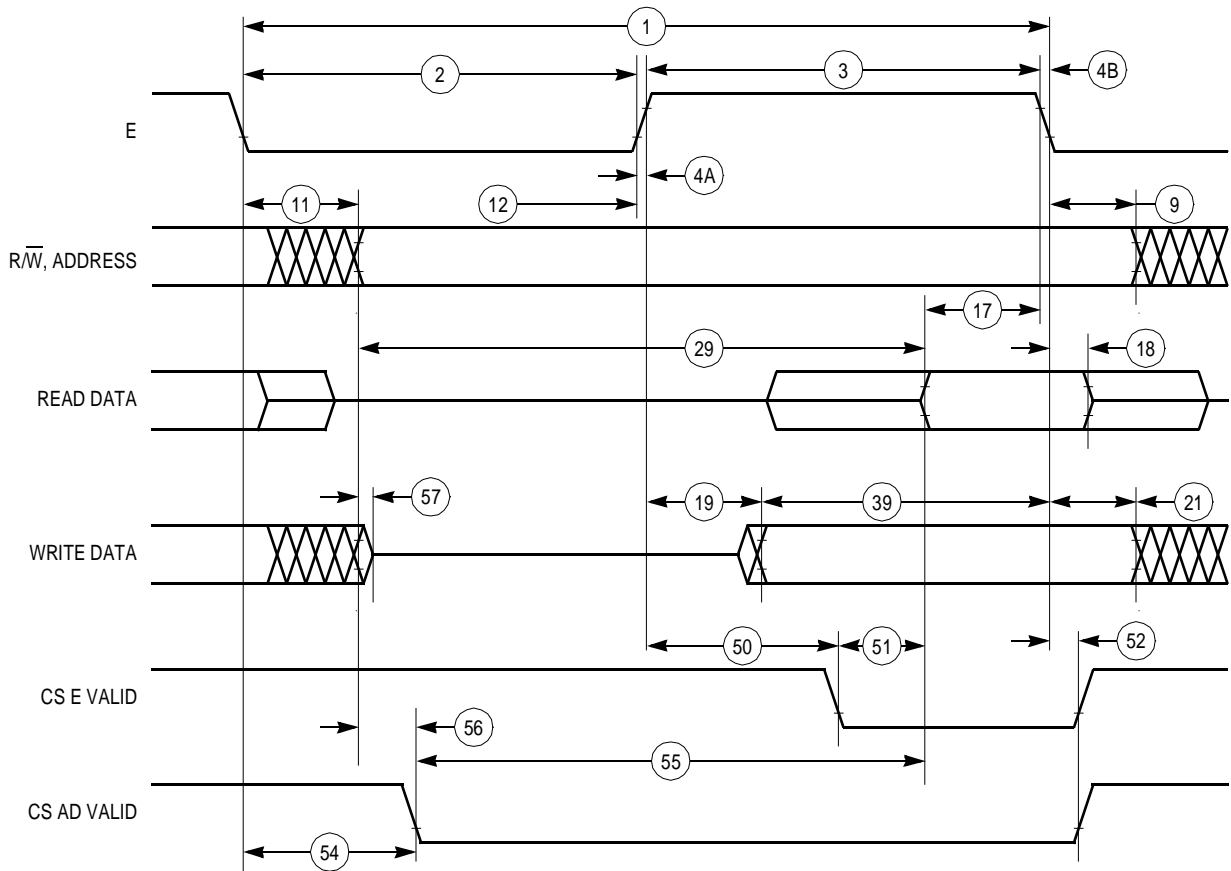 1
2
3
4B
E
4A
11
12
9
R/W̅, ADDRESS
17
29
18
READ DATA
57
19
39
21
WRITE DATA
50
51
52
CS E VALID
56
55
CS AD VALID
54